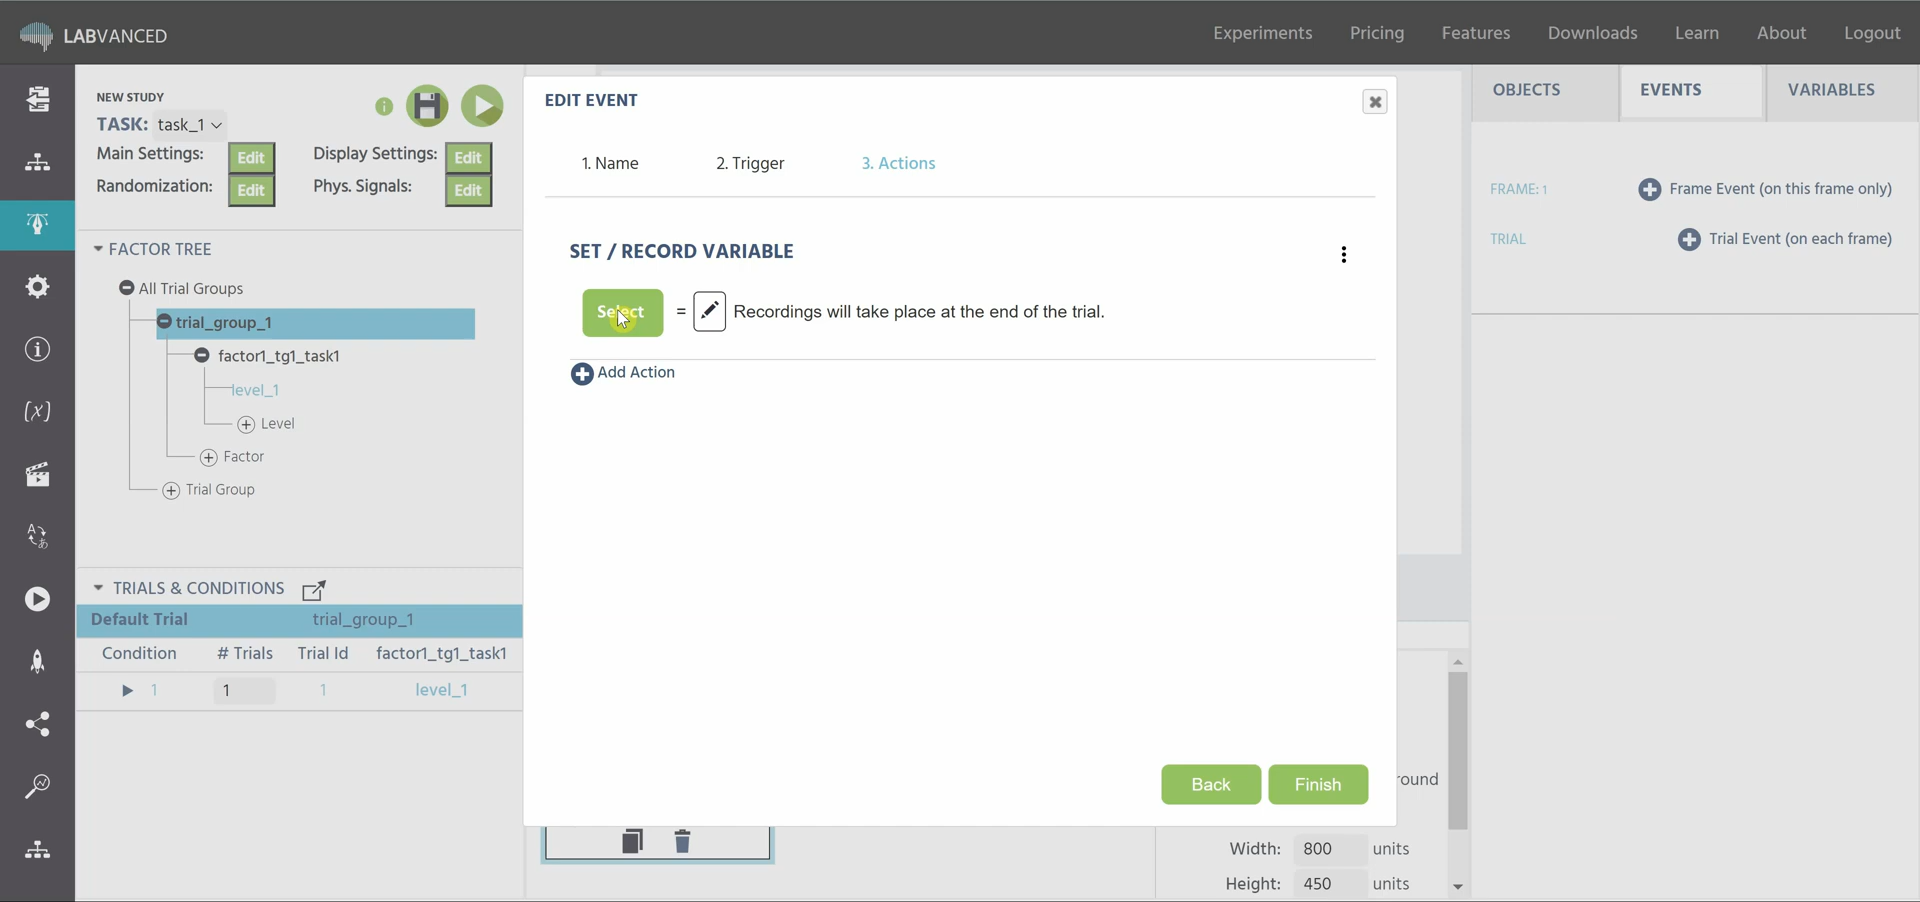 LABVANCED
Experiments Pricing Features Downloads Learn About Logout
NEW STUDY
TASK: task_1
Main Settings: Edit Display Settings: Edit
Randomization: Edit Phys. Signals: Edit
FACTOR TREE
All Trial Groups
trial_group_1
factor1_tg1_task1
level_1
Level
Factor
Trial Group
TRIALS & CONDITIONS
Default Trial trial_group_1
Condition # Trials Trial Id factor1_tg1_task1
1 1 1 level_1
EDIT EVENT
1. Name 2. Trigger 3. Actions
SET / RECORD VARIABLE
Select = Recordings will take place at the end of the trial.
Add Action
Back Finish
ound
Width: 800 units
Height: 450 units
OBJECTS EVENTS VARIABLES
FRAME: 1 Frame Event (on this frame only)
TRIAL Trial Event (on each frame)